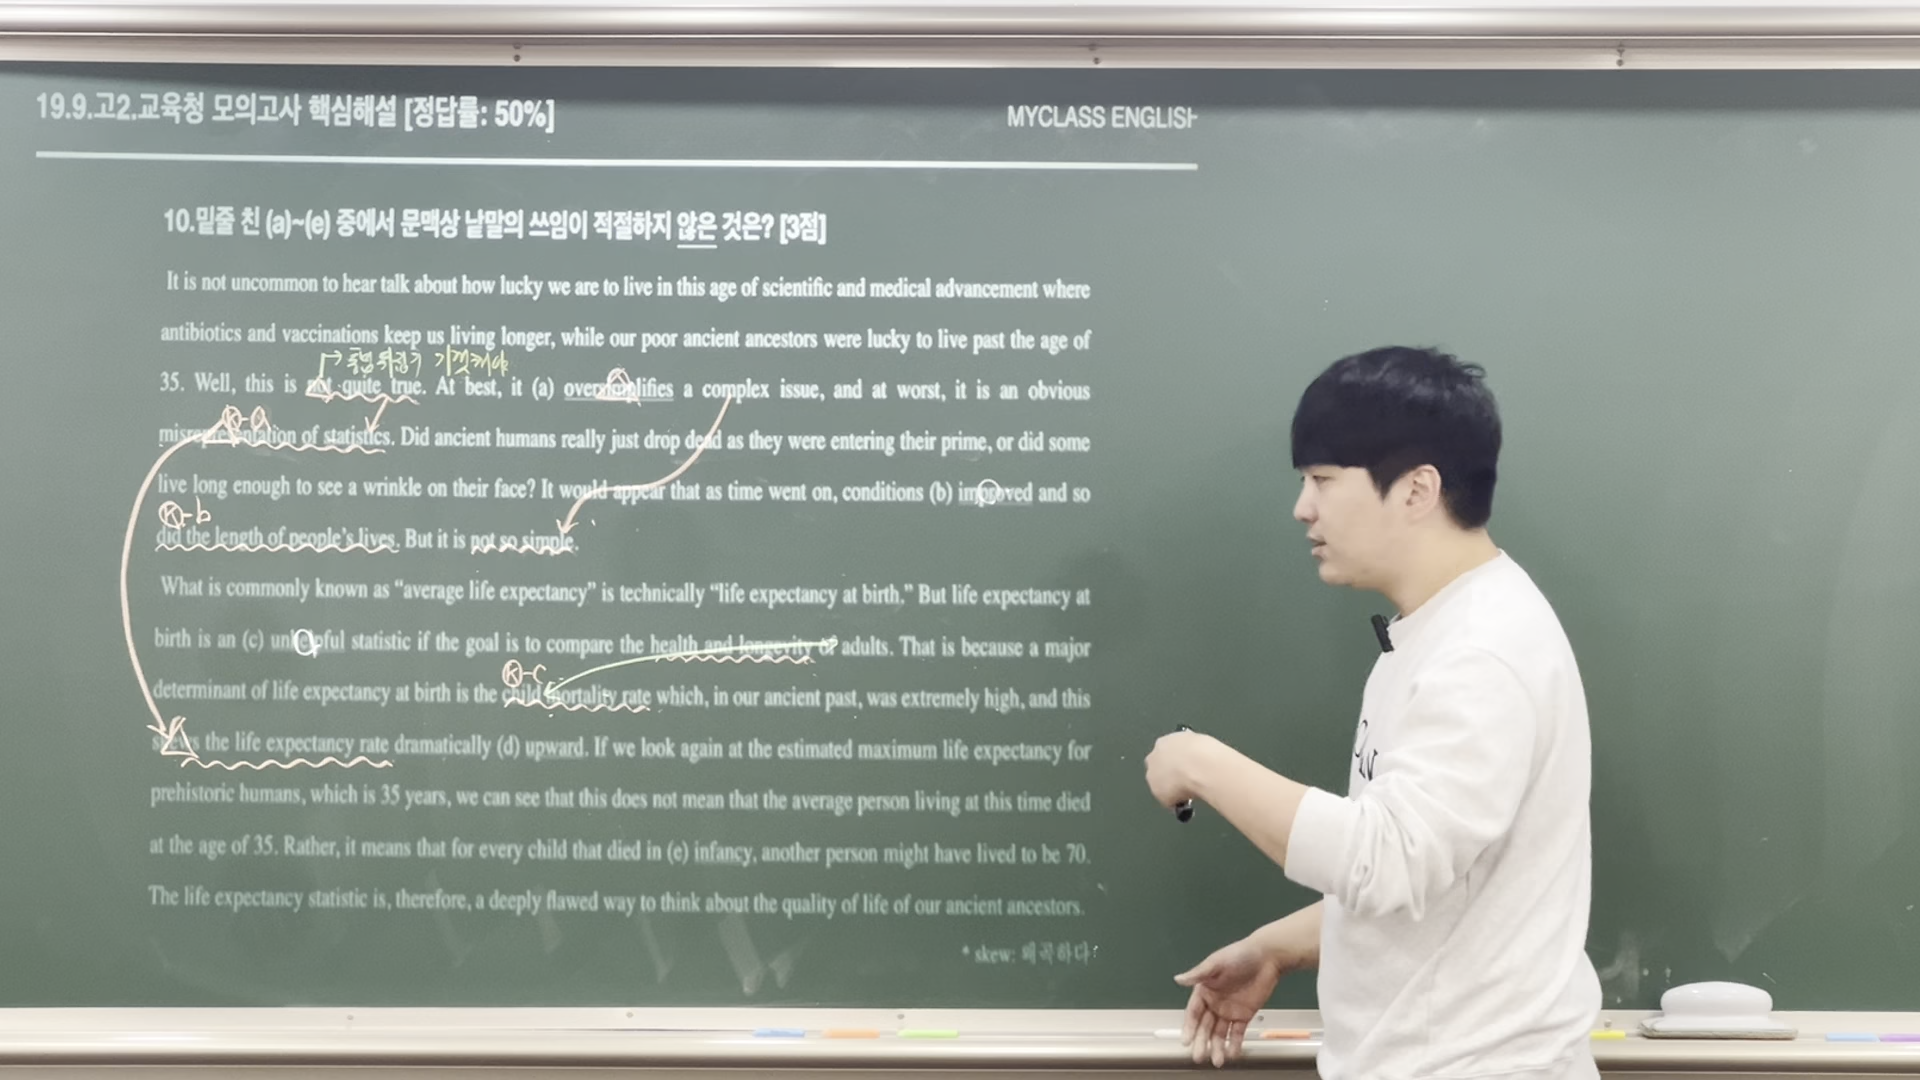 19.9.고2.교육청 모의고사 핵심해설 [정답률: 50%]
MYCLASS ENGLISH
10.밑줄 친 (a)~(e) 중에서 문맥상 낱말의 쓰임이 적절하지 않은 것은? [3점]
It is not uncommon to hear talk about how lucky we are to live in this age of scientific and medical advancement where
antibiotics and vaccinations keep us living longer, while our poor ancient ancestors were lucky to live past the age of
35. Well, this is not quite true. At best, it (a) oversimplifies a complex issue, and at worst, it is an obvious
K-a
misrepresentation of statistics. Did ancient humans really just drop dead as they were entering their prime, or did some
live long enough to see a wrinkle on their face? It would appear that as time went on, conditions (b) improved and so
K-b
did the length of people's lives. But it is not so simple.
What is commonly known as “average life expectancy” is technically “life expectancy at birth.” But life expectancy at
birth is an (c) unhelpful statistic if the goal is to compare the health and longevity of adults. That is because a major
K-c
determinant of life expectancy at birth is the child mortality rate which, in our ancient past, was extremely high, and this
skews the life expectancy rate dramatically (d) upward. If we look again at the estimated maximum life expectancy for
prehistoric humans, which is 35 years, we can see that this does not mean that the average person living at this time died
at the age of 35. Rather, it means that for every child that died in (e) infancy, another person might have lived to be 70.
The life expectancy statistic is, therefore, a deeply flawed way to think about the quality of life of our ancient ancestors.
* skew: 왜곡하다